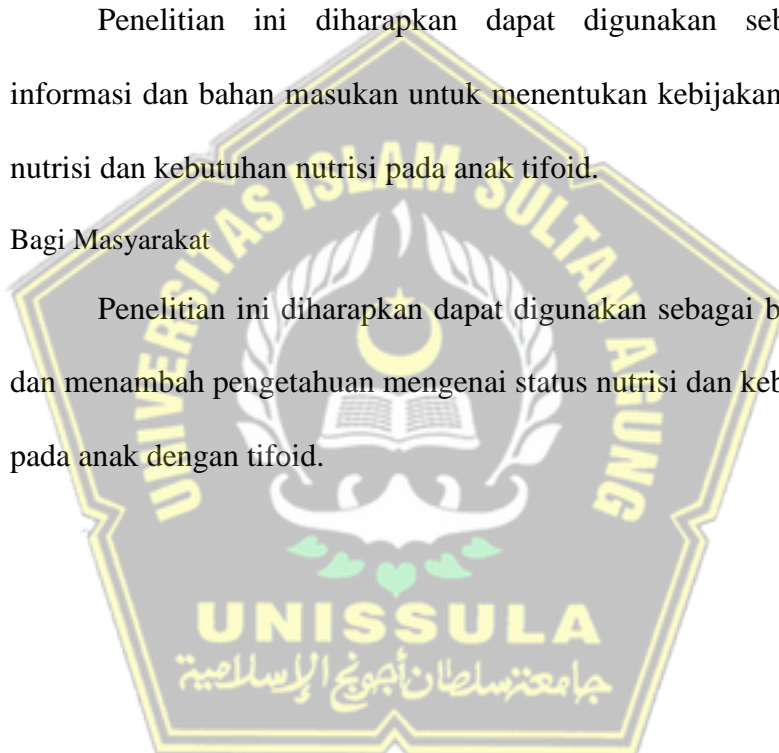 Penelitian ini diharapkan dapat digunakan seb
informasi dan bahan masukan untuk menentukan kebijakan
nutrisi dan kebutuhan nutrisi pada anak tifoid.
Bagi Masyarakat
Penelitian ini diharapkan dapat digunakan sebagai b
dan menambah pengetahuan mengenai status nutrisi dan keb
pada anak dengan tifoid.
UNIVERSITAS ISLAM SULTAN AGUNG
UNISSULA
جامعة سلطان أجونج الإسلامية